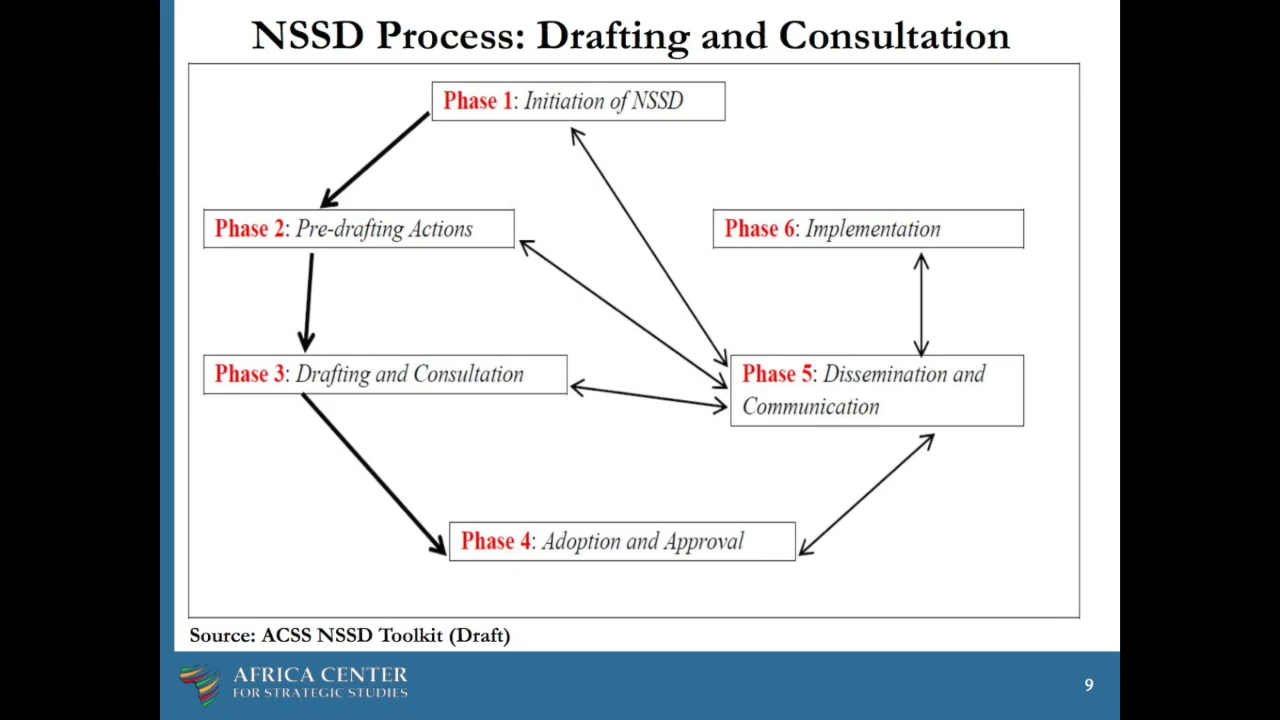 NSSD Process: Drafting and Consultation
Phase 1: Initiation of NSSD
Phase 2: Pre-drafting Actions
Phase 6: Implementation
Phase 3: Drafting and Consultation
Phase 5: Dissemination and
Communication
Phase 4: Adoption and Approval
Source: ACSS NSSD Toolkit (Draft)
AFRICA CENTER
FOR STRATEGIC STUDIES
9